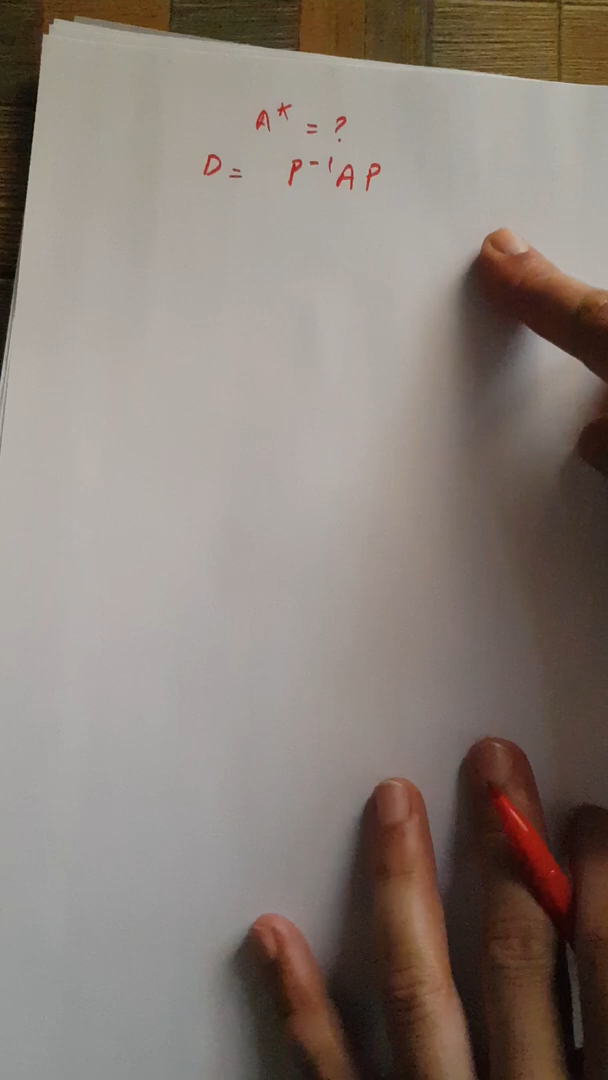 A* = ?
D = P⁻¹AP